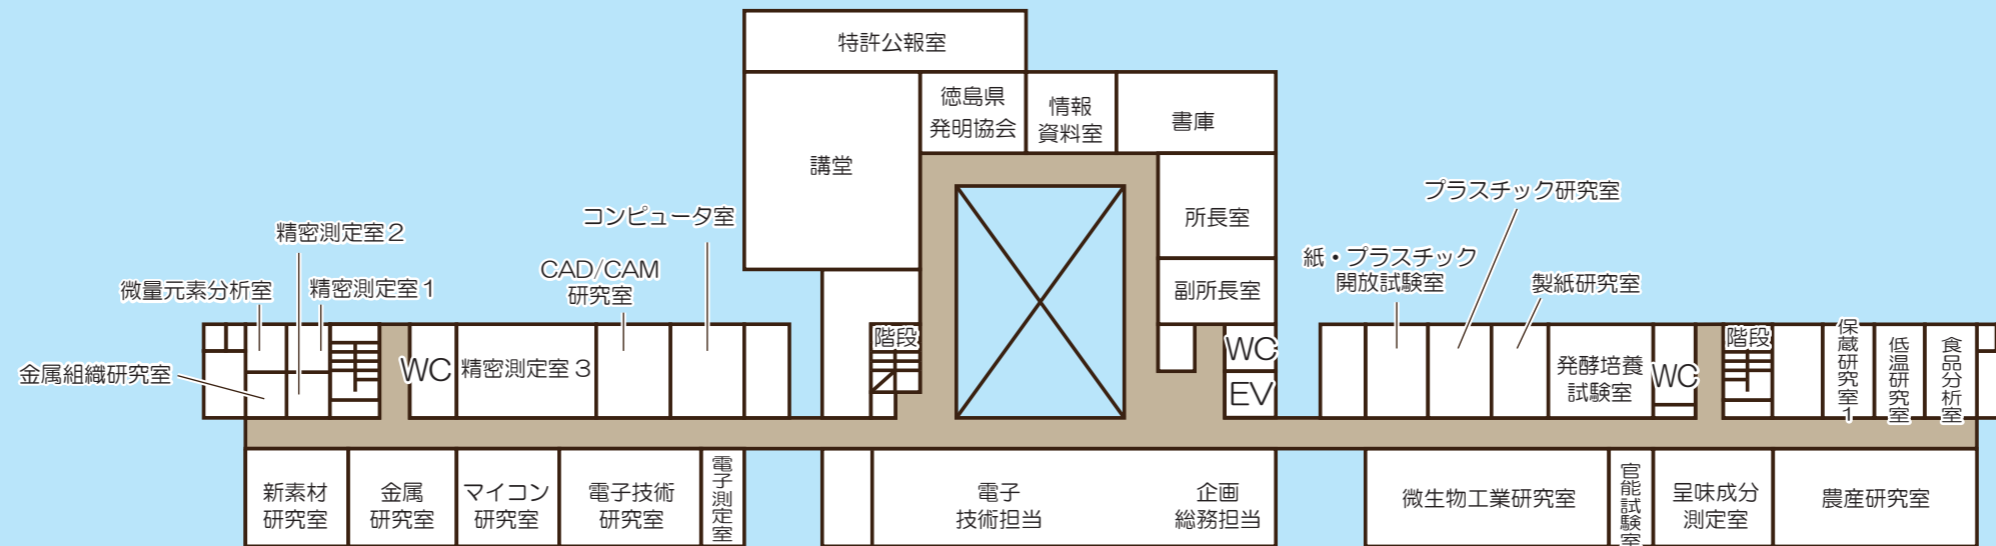 特許公報室
徳島県
発明協会
情報
資料室
書庫
講堂
所長室
副所長室
プラスチック研究室
紙・プラスチック
開放試験室
製紙研究室
コンピュータ室
CAD/CAM
研究室
精密測定室2
精密測定室1
微量元素分析室
金属組織研究室
WC
精密測定室3
階段
WC
EV
発酵培養
試験室
WC
階段
保蔵研究室1
低温研究室
食品分析室
新素材
研究室
金属
研究室
マイコン
研究室
電子技術
研究室
電子測定室
電子
技術担当
企画
総務担当
微生物工業研究室
官能試験室
呈味成分
測定室
農産研究室